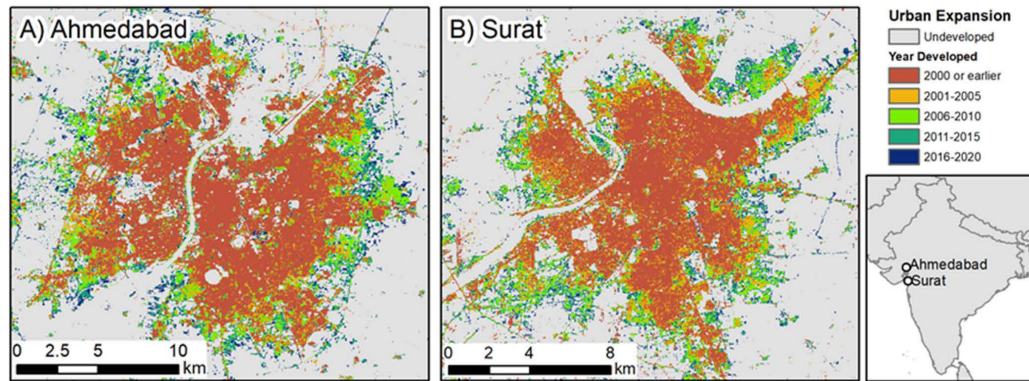 A) Ahmedabad
0 2.5 5 10
km
B) Surat
0 2 4 8
km
Urban Expansion
Undeveloped
Year Developed
2000 or earlier
2001-2005
2006-2010
2011-2015
2016-2020
Ahmedabad
Surat